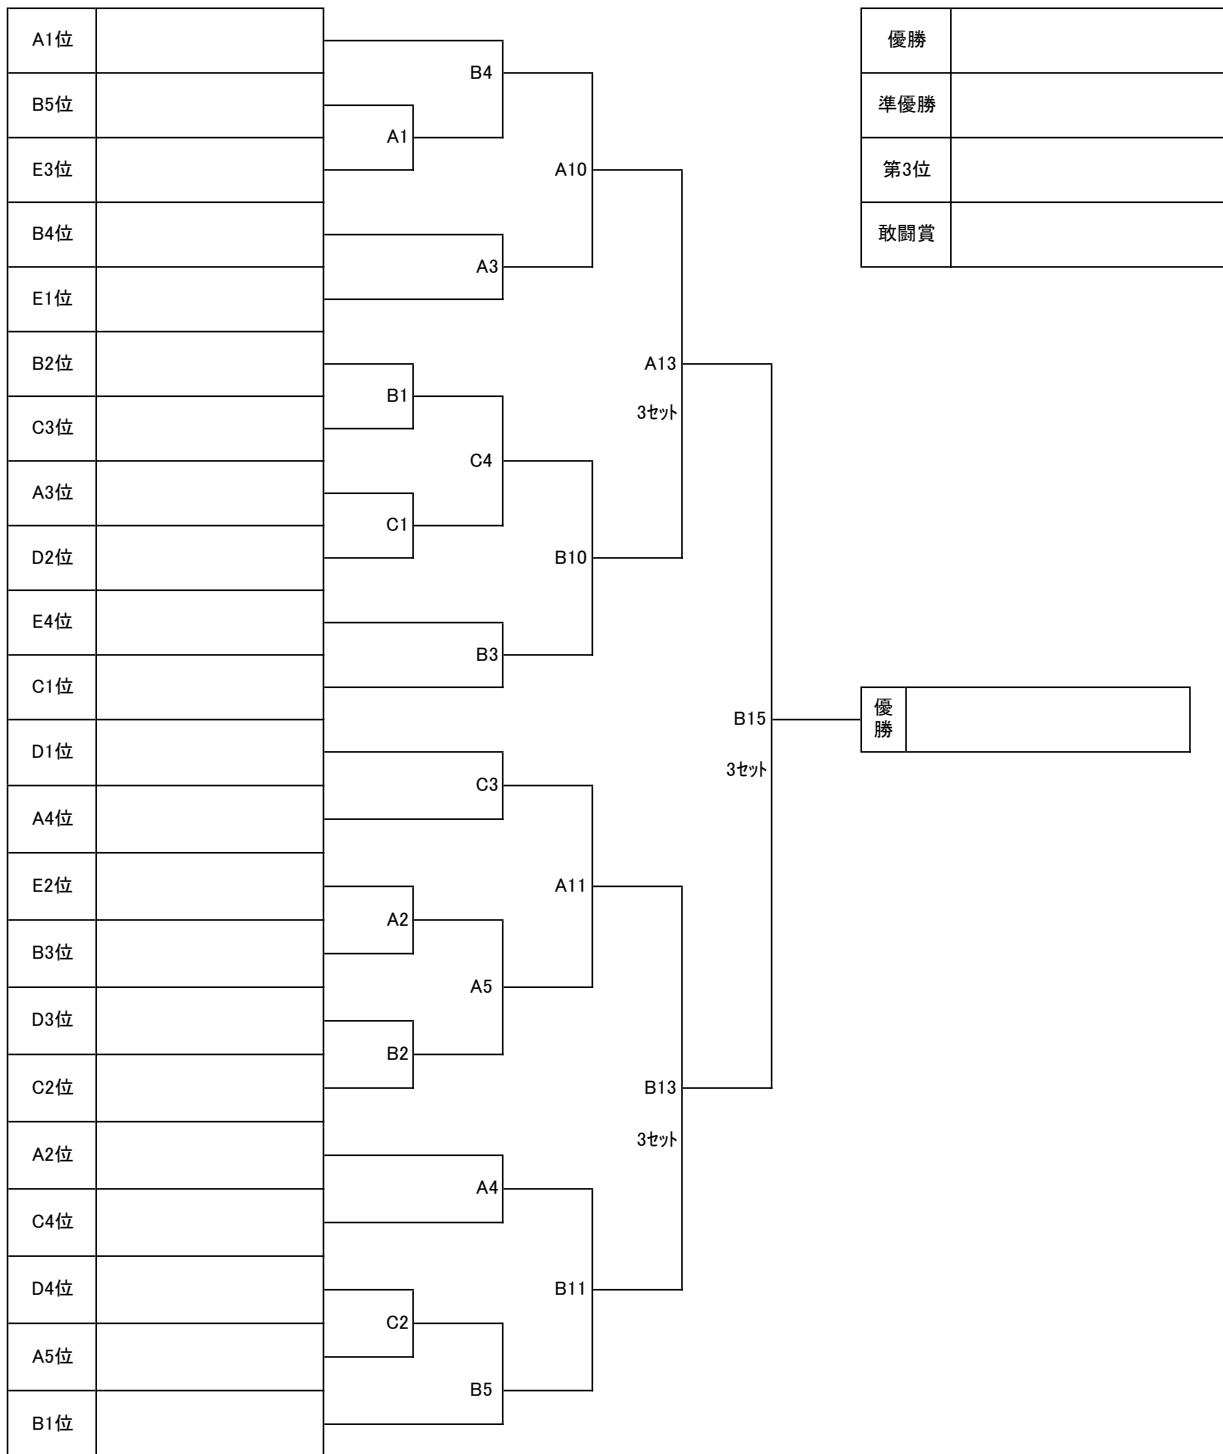 A1位
B5位
E3位
B4位
E1位
B2位
C3位
A3位
D2位
E4位
C1位
D1位
A4位
E2位
B3位
D3位
C2位
A2位
C4位
D4位
A5位
B1位
A1
B1
C1
A2
B2
C2
B4
A3
C4
B3
C3
A5
A4
B5
A10
B10
A11
B11
A13
3セット
B13
3セット
B15
3セット
優勝
準優勝
第3位
敢闘賞
優
勝